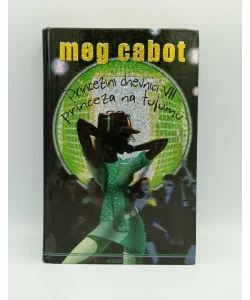 meg cabot
Princezini dnevnici VII -
princeza na tulumu